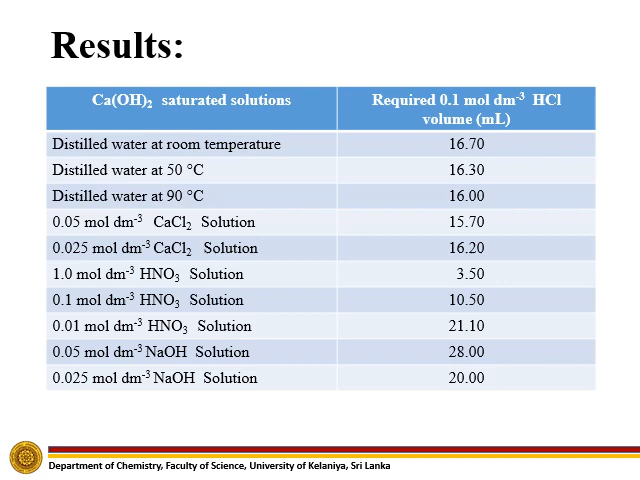 Results:
Ca(OH)₂ saturated solutions | Required 0.1 mol dm⁻³ HCl volume (mL)
Distilled water at room temperature | 16.70
Distilled water at 50 °C | 16.30
Distilled water at 90 °C | 16.00
0.05 mol dm⁻³ CaCl₂ Solution | 15.70
0.025 mol dm⁻³ CaCl₂ Solution | 16.20
1.0 mol dm⁻³ HNO₃ Solution | 3.50
0.1 mol dm⁻³ HNO₃ Solution | 10.50
0.01 mol dm⁻³ HNO₃ Solution | 21.10
0.05 mol dm⁻³ NaOH Solution | 28.00
0.025 mol dm⁻³ NaOH Solution | 20.00
Department of Chemistry, Faculty of Science, University of Kelaniya, Sri Lanka